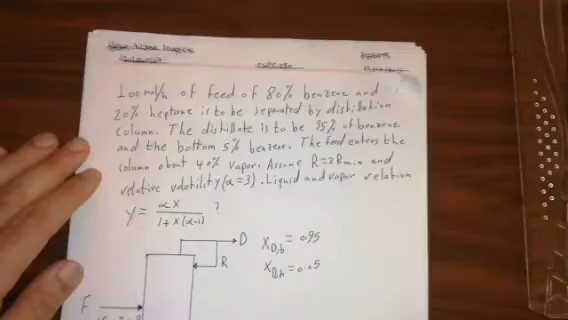 100 mol/h of feed of 80% benzene and
20% heptane is to be separated by distillation
column. The distillate is to be 95% of benzene
and the bottom 5% benzene. The feed enters the
column about 40% vapor. Assume R=2Rmin and
relative volatility (α=3). Liquid and vapor relation
y = αx / 1+x(α-1) ?
D
R
X D,b = 0.95
= 0.05
F